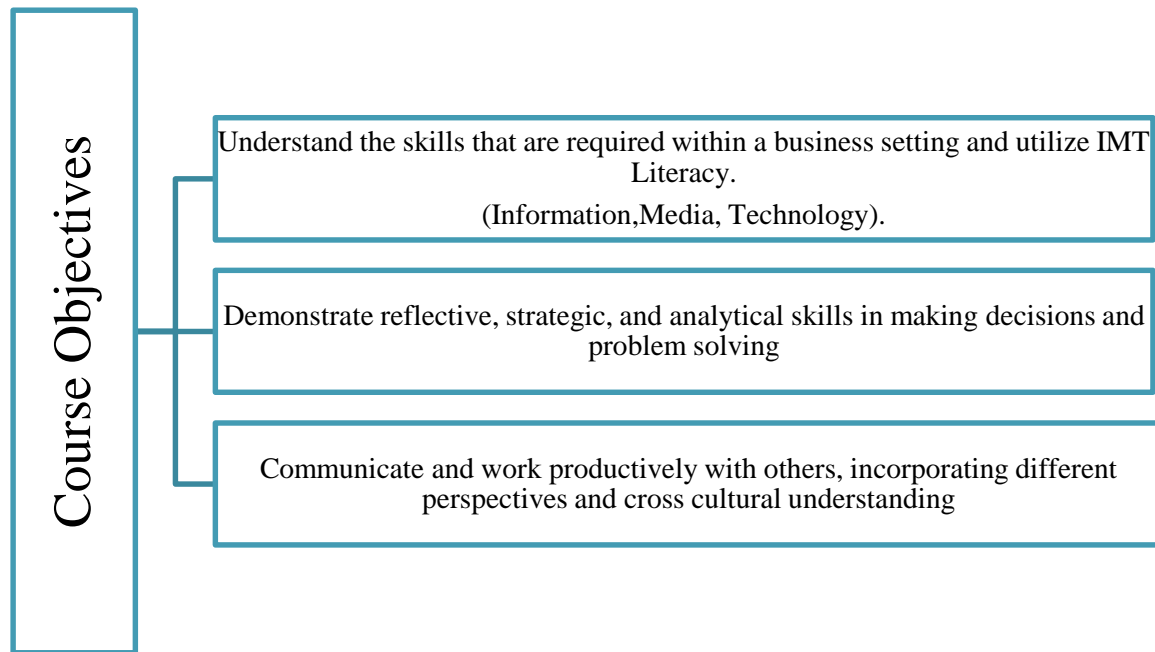 Course Objectives
Understand the skills that are required within a business setting and utilize IMT
Literacy.
(Information,Media, Technology).
Demonstrate reflective, strategic, and analytical skills in making decisions and
problem solving
Communicate and work productively with others, incorporating different
perspectives and cross cultural understanding